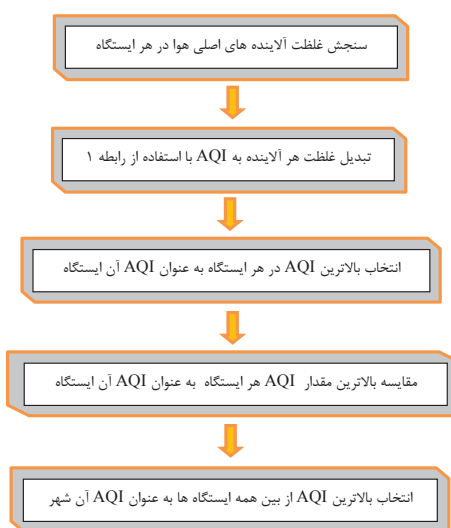 سنجش غلظت آلاینده های اصلی هوا در هر ایستگاه
تبدیل غلظت هر آلاینده به AQI با استفاده از رابطه ۱
انتخاب بالاترین AQI در هر ایستگاه به عنوان AQI آن ایستگاه
مقایسه بالاترین مقدار AQI هر ایستگاه به عنوان AQI آن ایستگاه
انتخاب بالاترین AQI از بین همه ایستگاه ها به عنوان AQI آن شهر